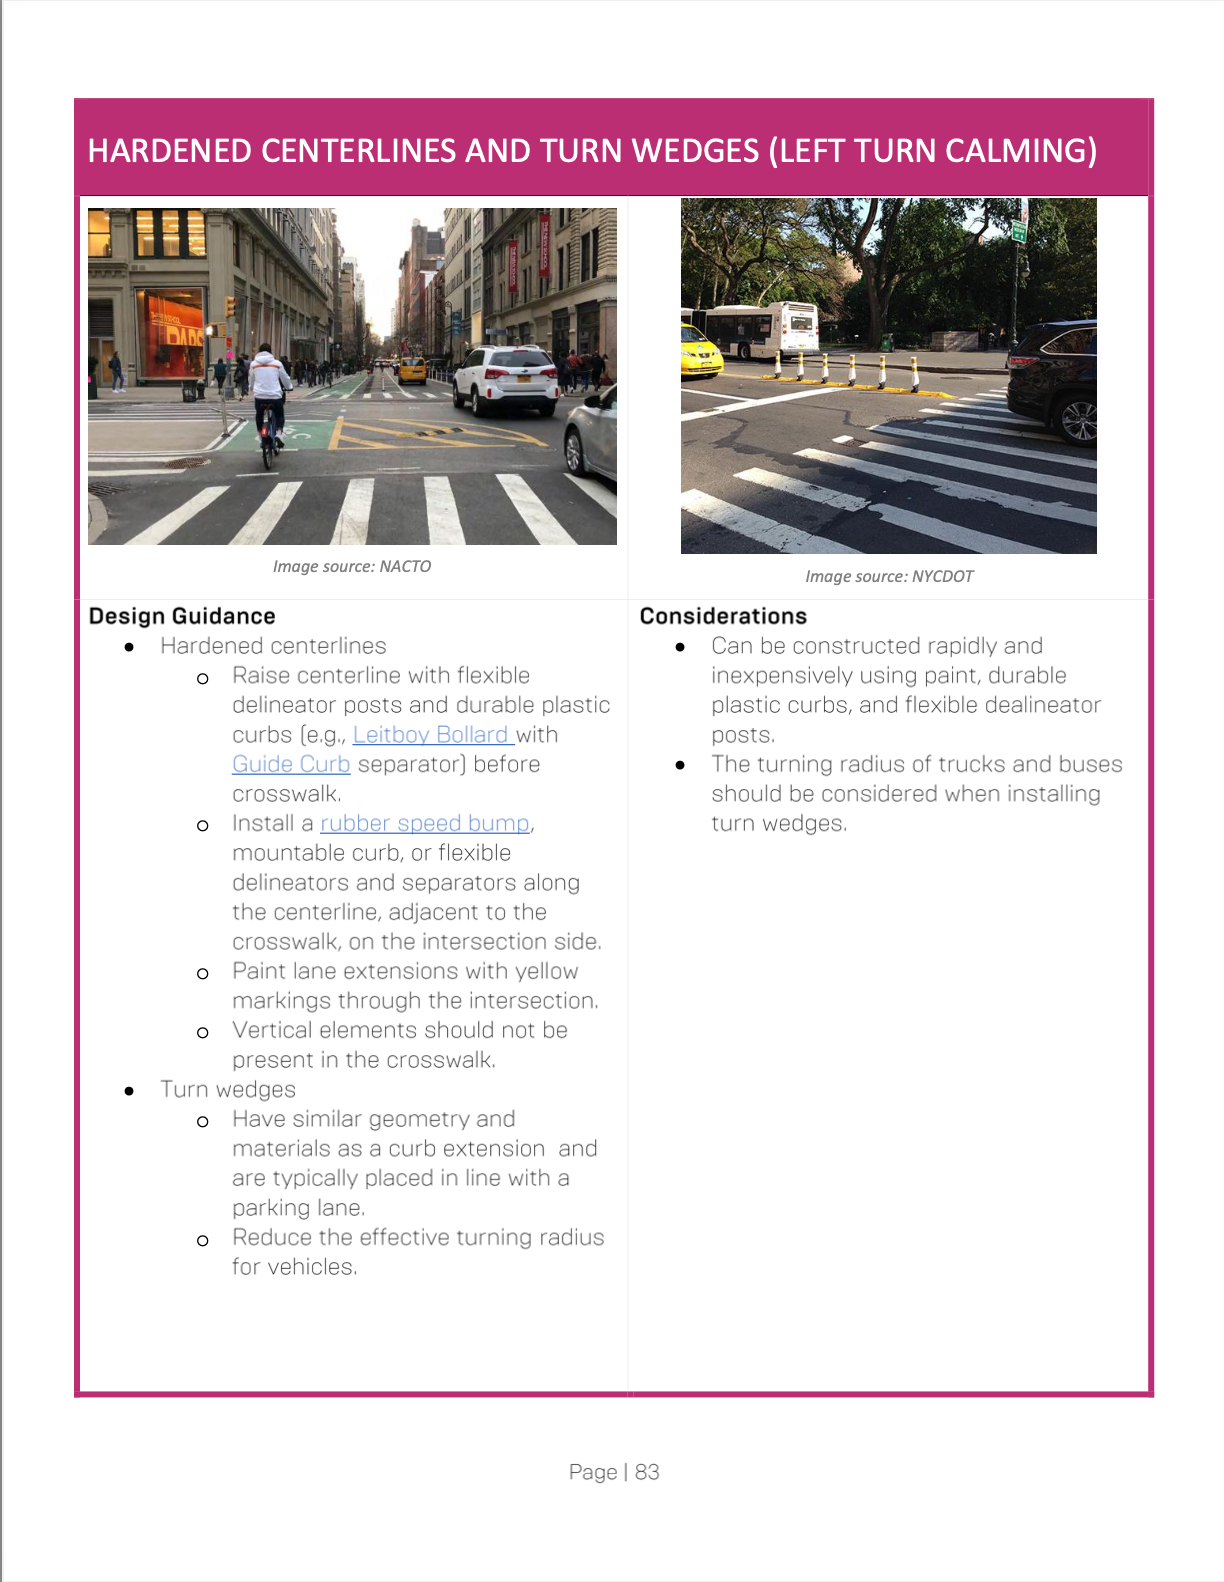 HARDENED CENTERLINES AND TURN WEDGES (LEFT TURN CALMING)
Image source: NACTO
Image source: NYCDOT
Design Guidance
• Hardened centerlines
o Raise centerline with flexible
delineator posts and durable plastic
curbs (e.g., Leitboy Bollard with
Guide Curb separator) before
crosswalk.
o Install a rubber speed bump,
mountable curb, or flexible
delineators and separators along
the centerline, adjacent to the
crosswalk, on the intersection side.
o Paint lane extensions with yellow
markings through the intersection.
o Vertical elements should not be
present in the crosswalk.
• Turn wedges
o Have similar geometry and
materials as a curb extension  and
are typically placed in line with a
parking lane.
o Reduce the effective turning radius
for vehicles.
Considerations
• Can be constructed rapidly and
inexpensively using paint, durable
plastic curbs, and flexible dealineator
posts.
• The turning radius of trucks and buses
should be considered when installing
turn wedges.
Page | 83